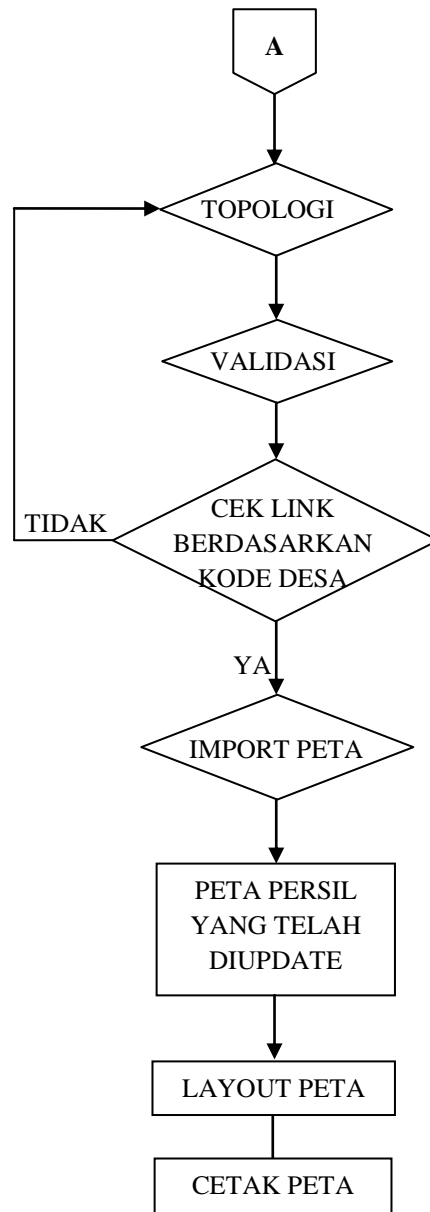 A
TOPOLOGI
VALIDASI
CEK LINK
BERDASARKAN
KODE DESA
TIDAK
YA
IMPORT PETA
PETA PERSIL
YANG TELAH
DIUPDATE
LAYOUT PETA
CETAK PETA